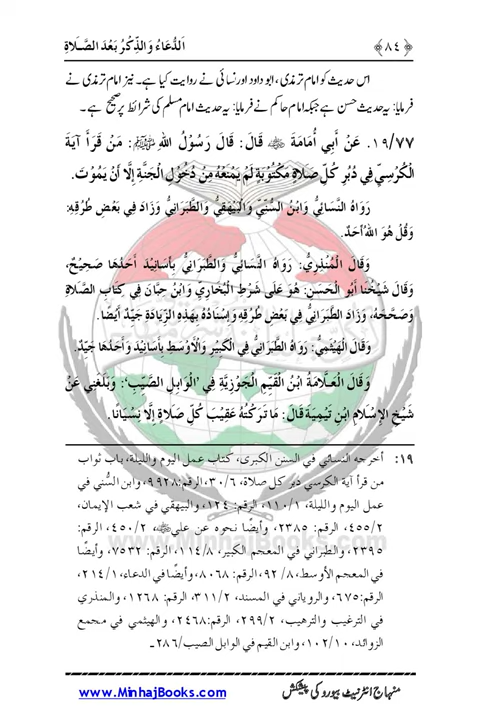 ﴿٨٤﴾ اَلدُّعَاءُ وَالذِّكْرُ بَعْدَ الصَّلَاةِ
اس حدیث کو امام ترمذی، ابو داود اور نسائی نے روایت کیا ہے۔ نیز امام ترمذی نے
فرمایا: یہ حدیث حسن ہے جبکہ امام حاکم نے فرمایا: یہ حدیث امام مسلم کی شرائط پر صحیح ہے۔
١٩/٧٧. عَنْ أَبِي أُمَامَةَ رضي الله عنه قَالَ: قَالَ رَسُوْلُ اللهِ ﷺ: مَنْ قَرَأَ آيَةَ
الْكُرْسِيِّ فِي دُبُرِ كُلِّ صَلَاةٍ مَكْتُوْبَةٍ لَمْ يَمْنَعْهُ مِنْ دُخُوْلِ الْجَنَّةِ إِلَّا أَنْ يَمُوْتَ.
رَوَاهُ النَّسَائِيُّ وَابْنُ السُّنِّيِّ وَالْبَيْهَقِيُّ وَالطَّبَرَانِيُّ وَزَادَ فِي بَعْضِ طُرُقِهِ:
وَقُلْ هُوَ اللهُ أَحَدٌ.
وَقَالَ الْمُنْذِرِيُّ: رَوَاهُ النَّسَائِيُّ وَالطَّبَرَانِيُّ بِأَسَانِيْدَ أَحَدُهَا صَحِيْحٌ،
وَقَالَ شَيْخُنَا أَبُو الْحَسَنِ: هُوَ عَلَى شَرْطِ الْبُخَارِيِّ وَابْنُ حِبَّانَ فِي كِتَابِ الصَّلَاةِ
وَصَحَّحَهُ، وَزَادَ الطَّبَرَانِيُّ فِي بَعْضِ طُرُقِهِ وَإِسْنَادُهُ بِهَذِهِ الزِّيَادَةِ جَيِّدٌ أَيْضًا.
وَقَالَ الْهَيْثَمِيُّ: رَوَاهُ الطَّبَرَانِيُّ فِي الْكَبِيْرِ وَالْأَوْسَطِ بِأَسَانِيْدَ وَأَحَدُهَا جَيِّدٌ.
وَقَالَ الْعَلَّامَةُ ابْنُ الْقَيِّمِ الْجَوْزِيَّةِ فِي 'الْوَابِلِ الصَّيِّبِ': وَبَلَغَنِي عَنْ
شَيْخِ الإِسْلَامِ ابْنِ تَيْمِيَةَ قَالَ: مَا تَرَكْتُهُ عَقِيْبَ كُلِّ صَلَاةٍ إِلَّا نِسْيَانًا.
١٩: أخرجه النسائي في السنن الكبرى، كتاب عمل اليوم والليلة، باب ثواب
من قرأ آية الكرسي دبر كل صلاة، ٣٠/٦، الرقم: ٩٩٢٨، وابن السُّني في
عمل اليوم والليلة، ١١٠/١، الرقم: ١٢٤، والبيهقي في شعب الإيمان،
٤٥٥/٢، الرقم: ٢٣٨٥، وأيضًا نحوه عن علي رضي الله عنه، ٤٥٠/٢، الرقم:
٢٣٩٥، والطبراني في المعجم الكبير، ١١٤/٨، الرقم: ٧٥٣٢، وأيضًا
في المعجم الأوسط، ٩٢/٨، الرقم: ٨٠٦٨، وأيضًا في الدعاء، ٢١٤/١،
الرقم: ٦٧٥، والروياني في المسند، ٣١١/٢، الرقم: ١٢٦٨، والمنذري
في الترغيب والترهيب، ٢٩٩/٢، الرقم: ٢٤٦٨، والهيثمي في مجمع
الزوائد، ١٠٢/١٠، وابن القيم في الوابل الصيب/٢٨٦۔
منہاج انٹرنیٹ بیورو کی پیشکش www.MinhajBooks.com